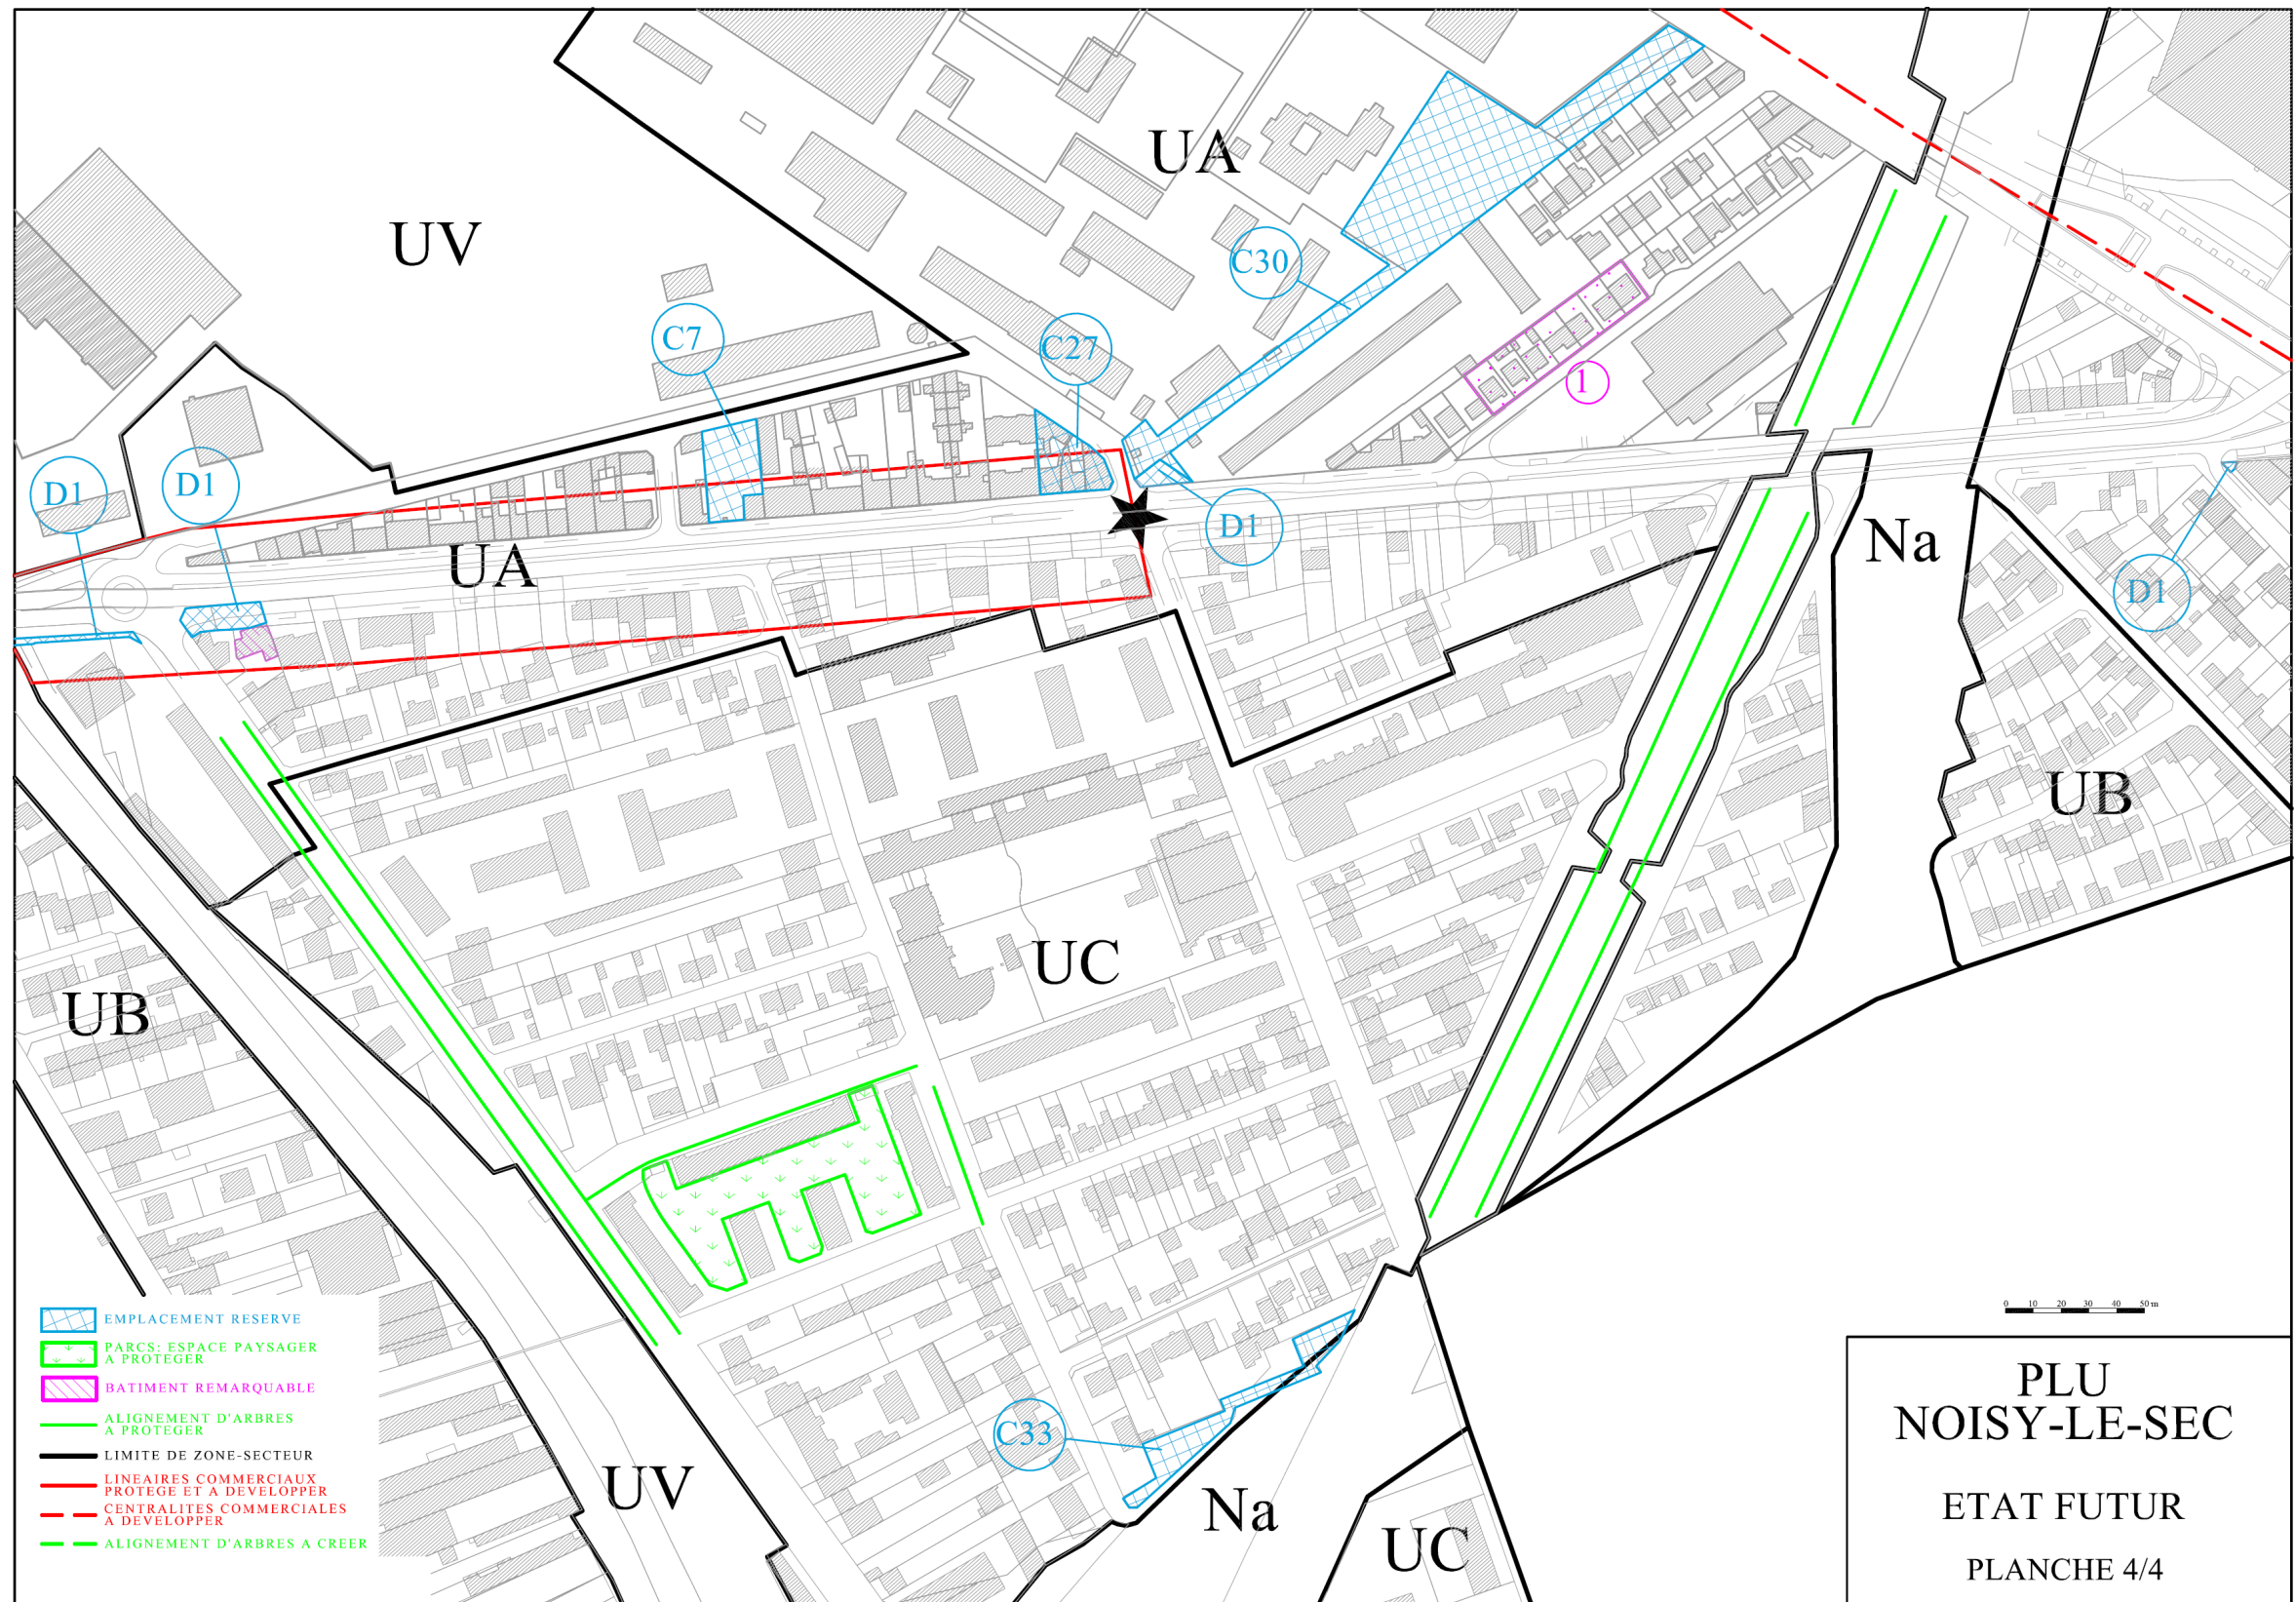 UA
UV
C30
C7
C27
1
D1
D1
D1
Na
UA
D1
UB
UC
UB
C33
UV
Na
UC
EMPLACEMENT RESERVE
PARCS: ESPACE PAYSAGER
A PROTEGER
BATIMENT REMARQUABLE
ALIGNEMENT D'ARBRES
A PROTEGER
LIMITE DE ZONE-SECTEUR
LINEAIRES COMMERCIAUX
PROTEGE ET A DEVELOPPER
CENTRALITES COMMERCIALES
A DEVELOPPER
ALIGNEMENT D'ARBRES A CREER
0 10 20 30 40 50 m
PLU
NOISY-LE-SEC
ETAT FUTUR
PLANCHE 4/4